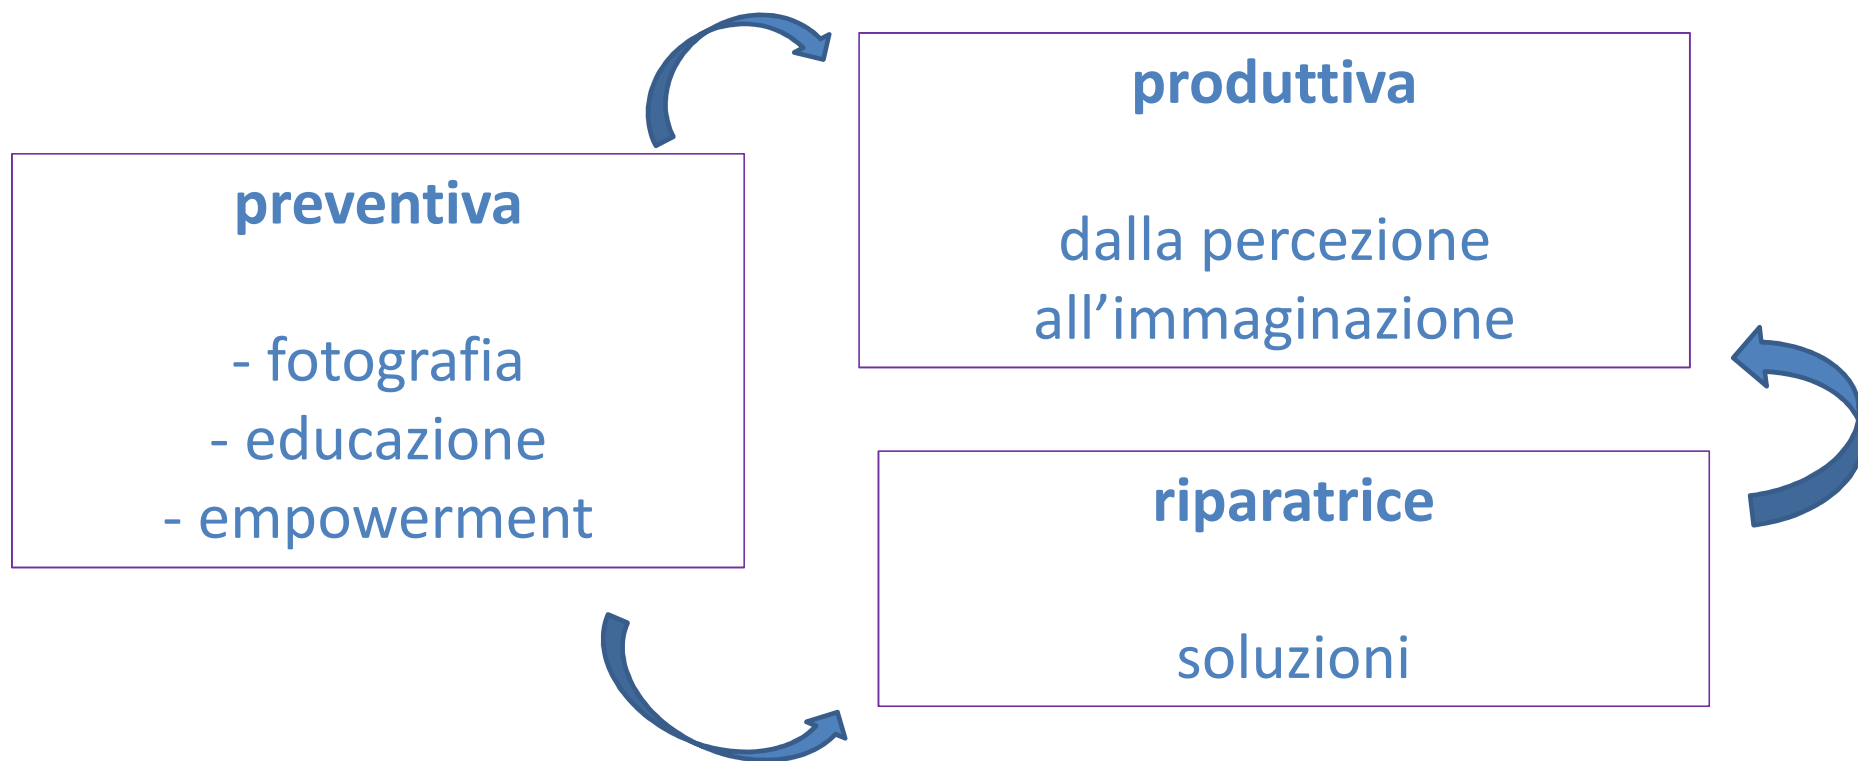 preventiva
- fotografia
- educazione
- empowerment
produttiva
dalla percezione
all’immaginazione
riparatrice
soluzioni